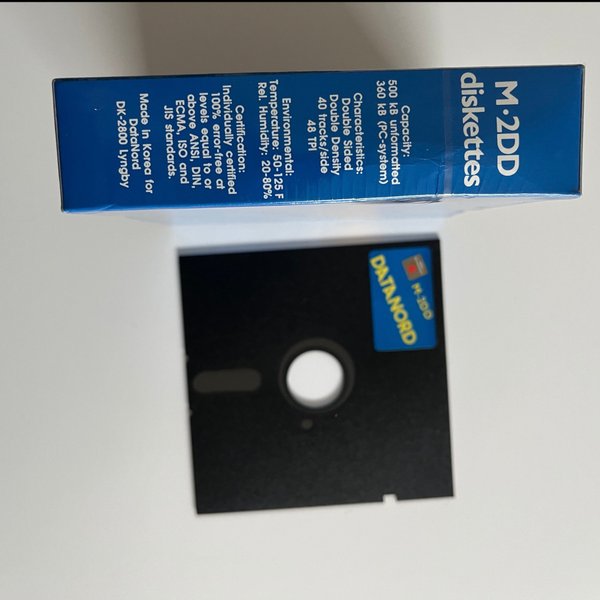 M·2DD
diskettes
Capacity:
500 kB unformatted
360 kB (PC-system)
Characteristics:
Double Sided
Double Density
40 tracks/side
48 TPI
Environmental:
Temperature: 50-125 F
Rel. Humidity: 20-80%
Certification:
Individually certified
100% error-free at
levels equal to or
above ANSI, DIN,
ECMA, ISO and
JIS standards.
Made in Korea for
DataNord
DK-2800 Lyngby
M·2DD
DATANORD